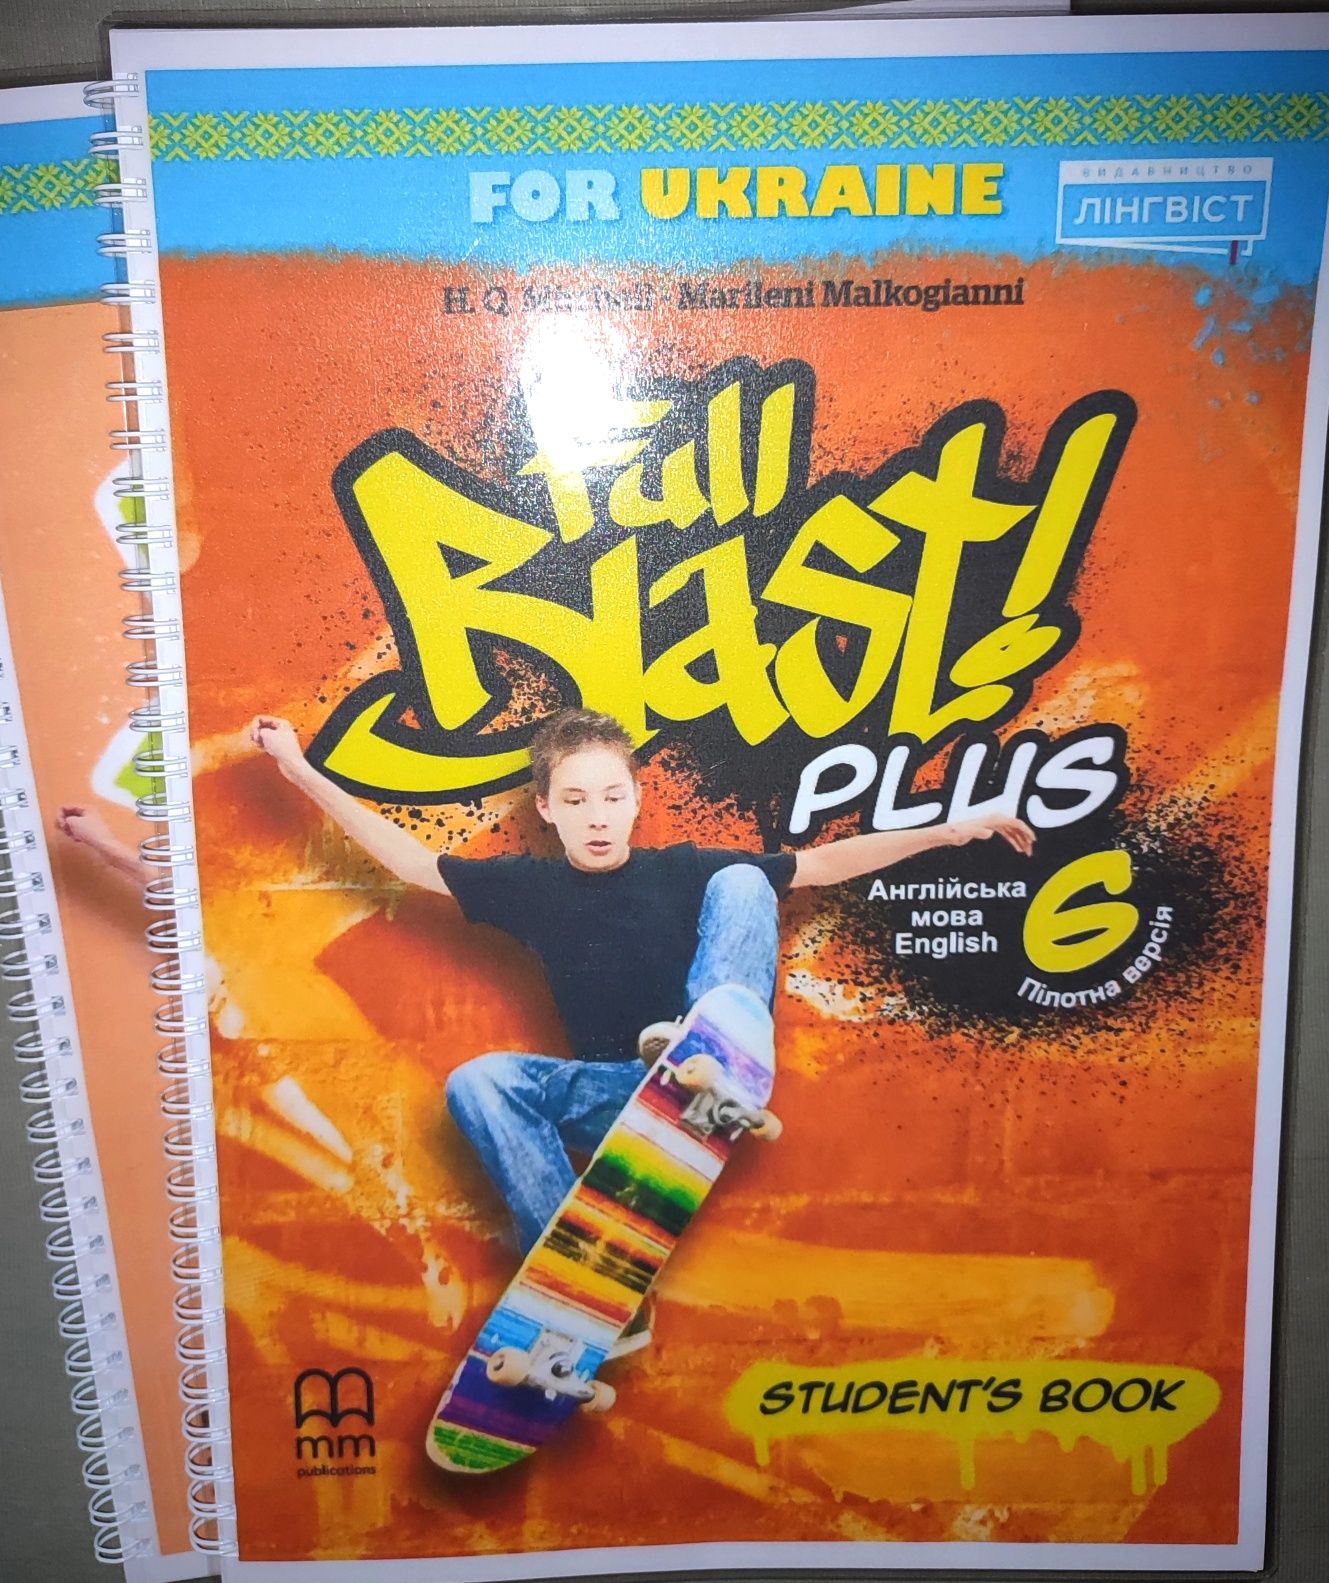 FOR UKRAINE
ВИДАВНИЦТВО
ЛІНГВІСТ
H. Q. Mitchell - Marileni Malkogianni
Full
Blast!
PLUS
Англійська
мова
English
6
Пілотна версія
STUDENT'S BOOK
mm
publications